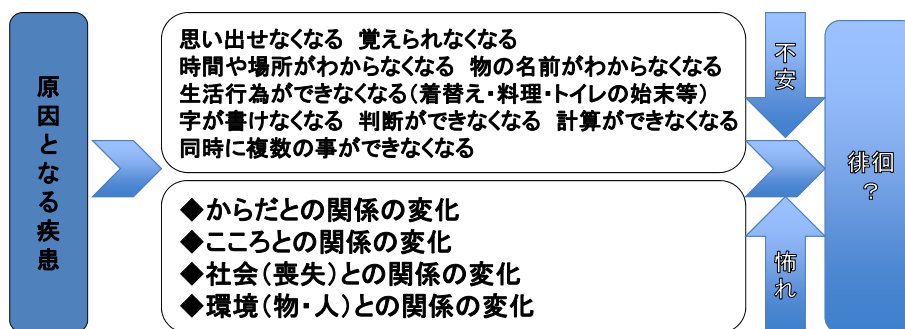 原因となる疾患
思い出せなくなる 覚えられなくなる
時間や場所がわからなくなる 物の名前がわからなくなる
生活行為ができなくなる(着替え・料理・トイレの始末等)
字が書けなくなる 判断ができなくなる 計算ができなくなる
同時に複数の事ができなくなる
◆からだとの関係の変化
◆こころとの関係の変化
◆社会(喪失)との関係の変化
◆環境(物・人)との関係の変化
不安
怖れ
徘徊
?